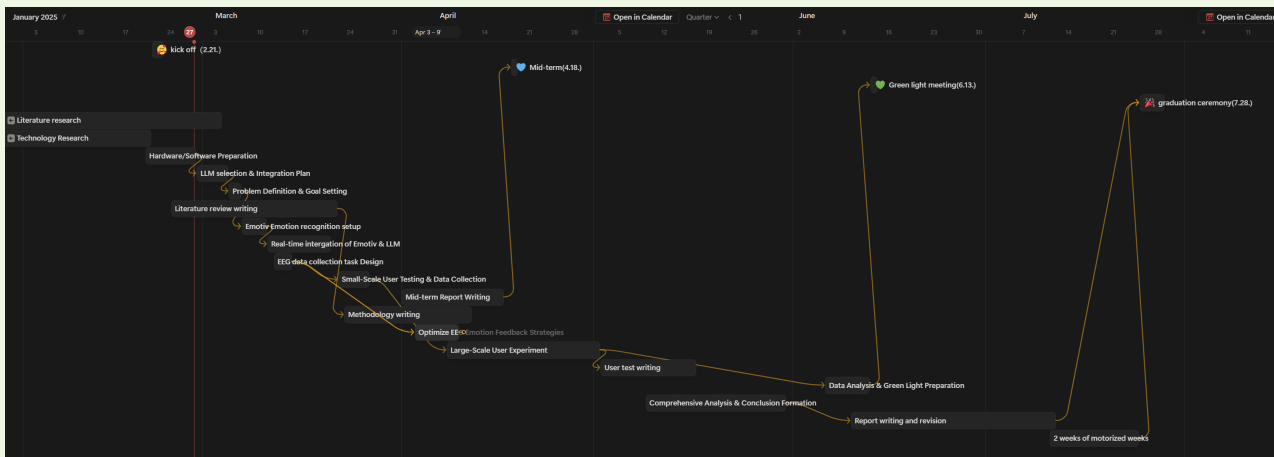 January 2025
March
April
Open in Calendar
Quarter
1
June
July
Open in Calendar
3
10
17
24
27
3
10
17
24
31
Apr 3 – 9
14
21
28
5
12
19
26
2
9
16
23
30
7
14
21
28
4
11
kick off (2.21.)
Mid-term(4.18.)
Green light meeting(6.13.)
graduation ceremony(7.28.)
Literature research
Technology Research
Hardware/Software Preparation
LLM selection & Integration Plan
Problem Definition & Goal Setting
Literature review writing
Emotiv Emotion recognition setup
Real-time intergation of Emotiv & LLM
EEG data collection task Design
Small-Scale User Testing & Data Collection
Mid-term Report Writing
Methodology writing
Optimize EE Emotion Feedback Strategies
Large-Scale User Experiment
User test writing
Data Analysis & Green Light Preparation
Comprehensive Analysis & Conclusion Formation
Report writing and revision
2 weeks of motorized weeks